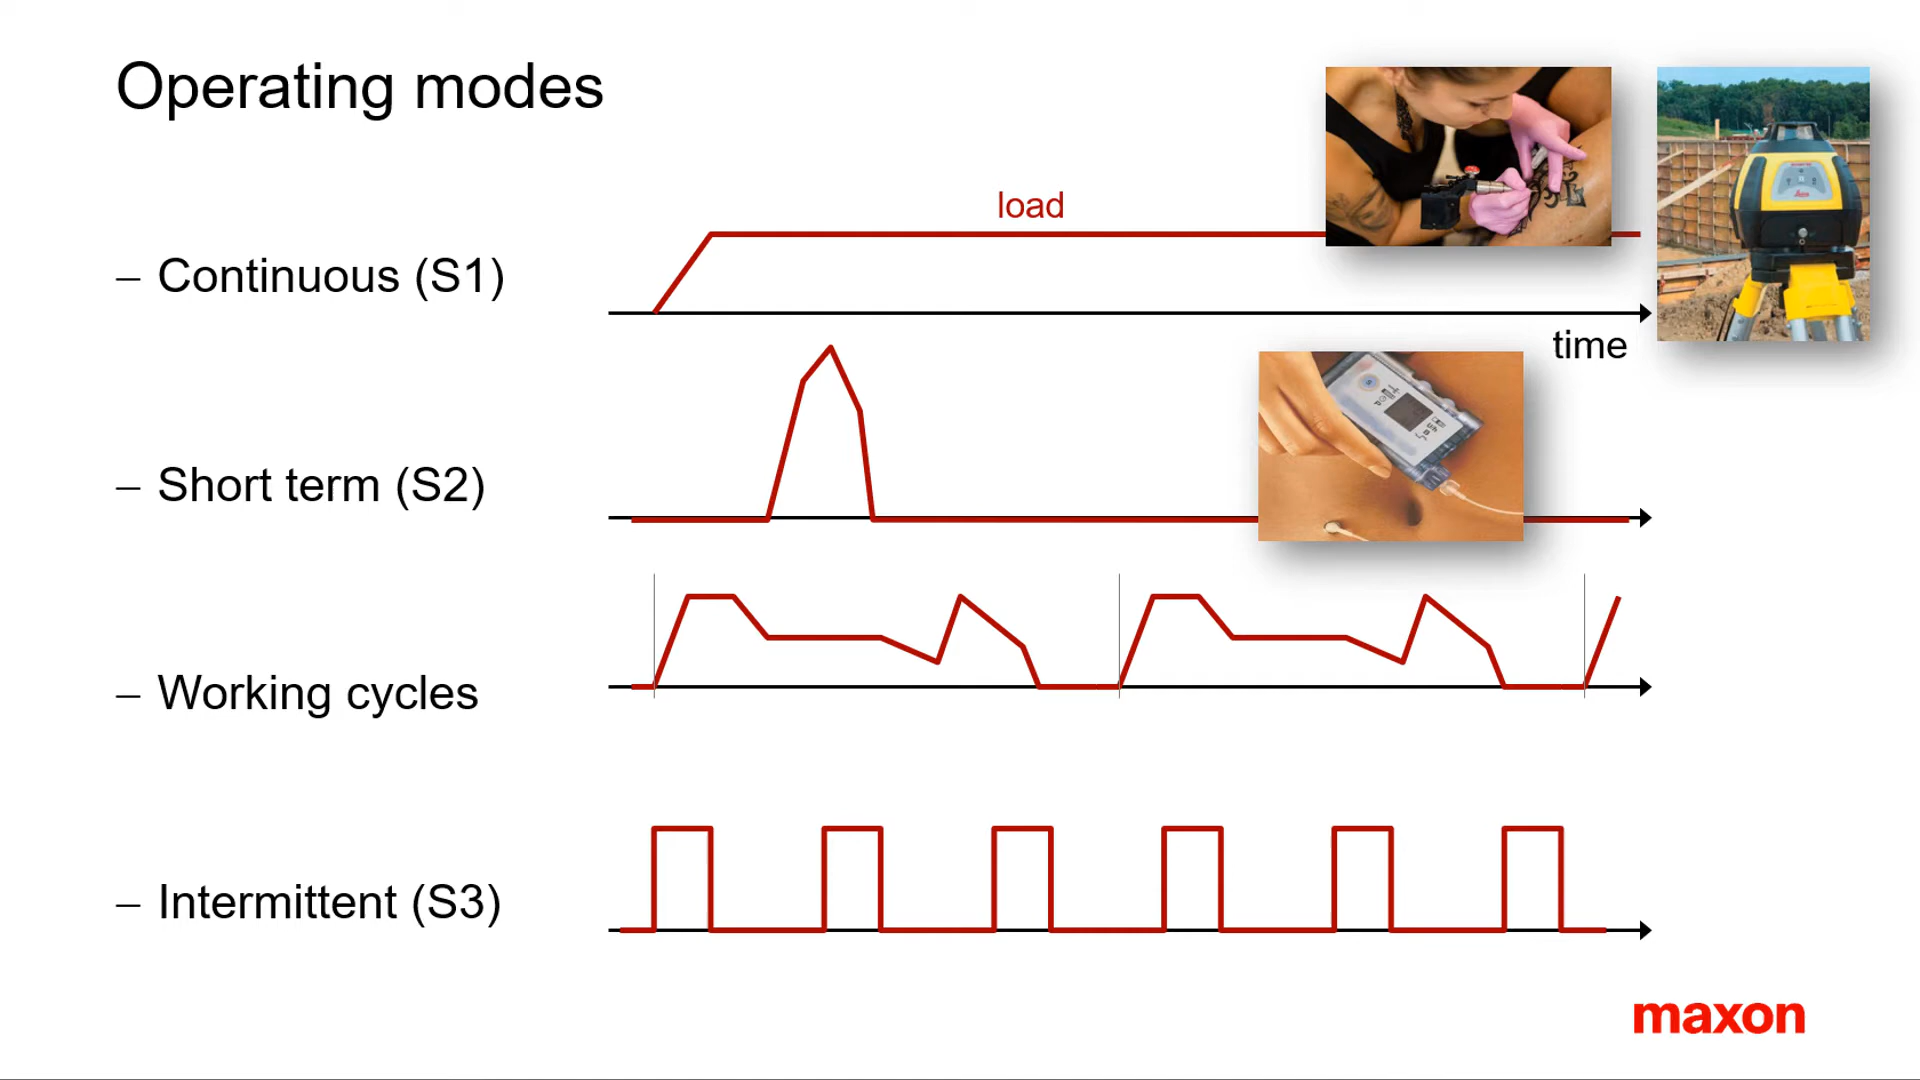 Operating modes
load
– Continuous (S1)
time
– Short term (S2)
– Working cycles
– Intermittent (S3)
maxon